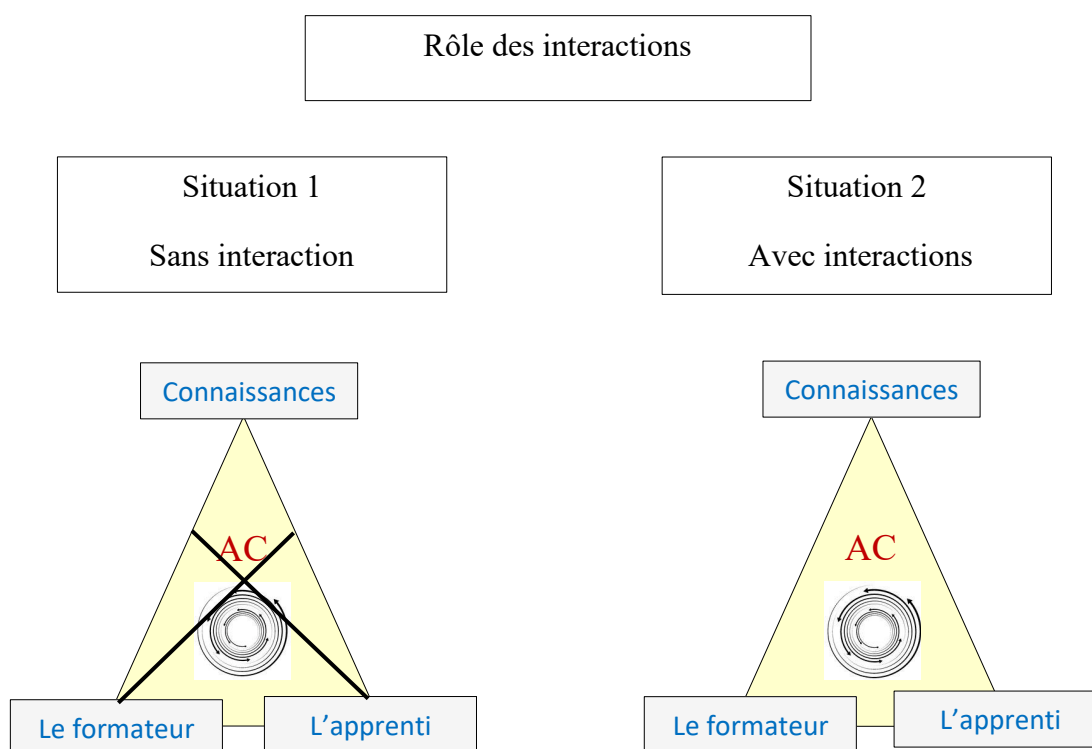 Rôle des interactions
Situation 1
Sans interaction
Situation 2
Avec interactions
Connaissances
AC
Le formateur
L'apprenti
Connaissances
AC
Le formateur
L'apprenti